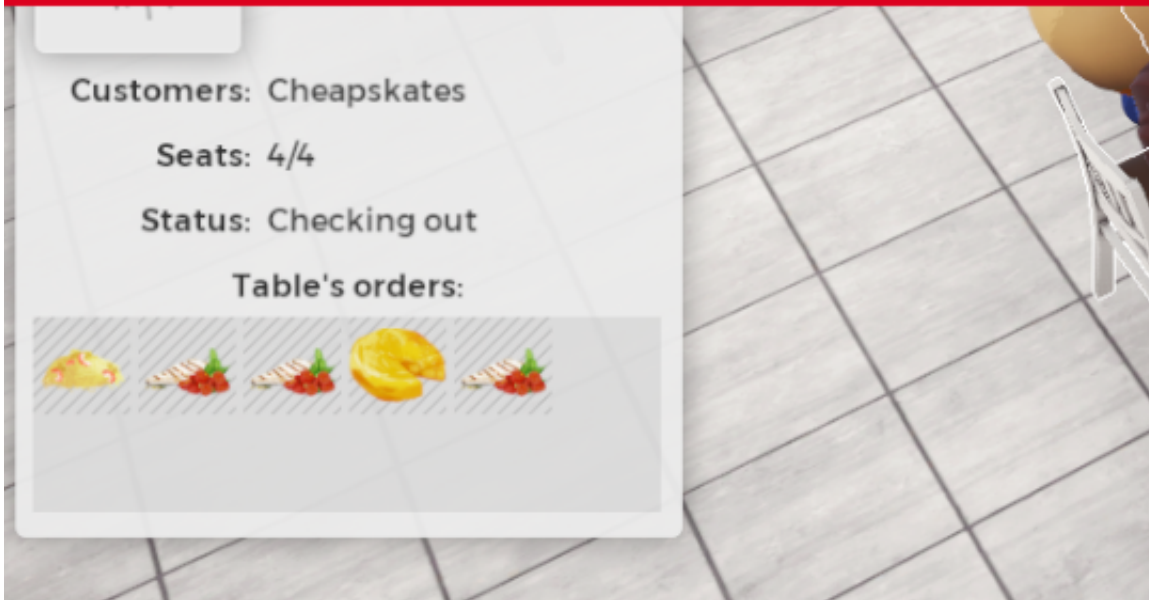 Customers: Cheapskates
Seats: 4/4
Status: Checking out
Table's orders: